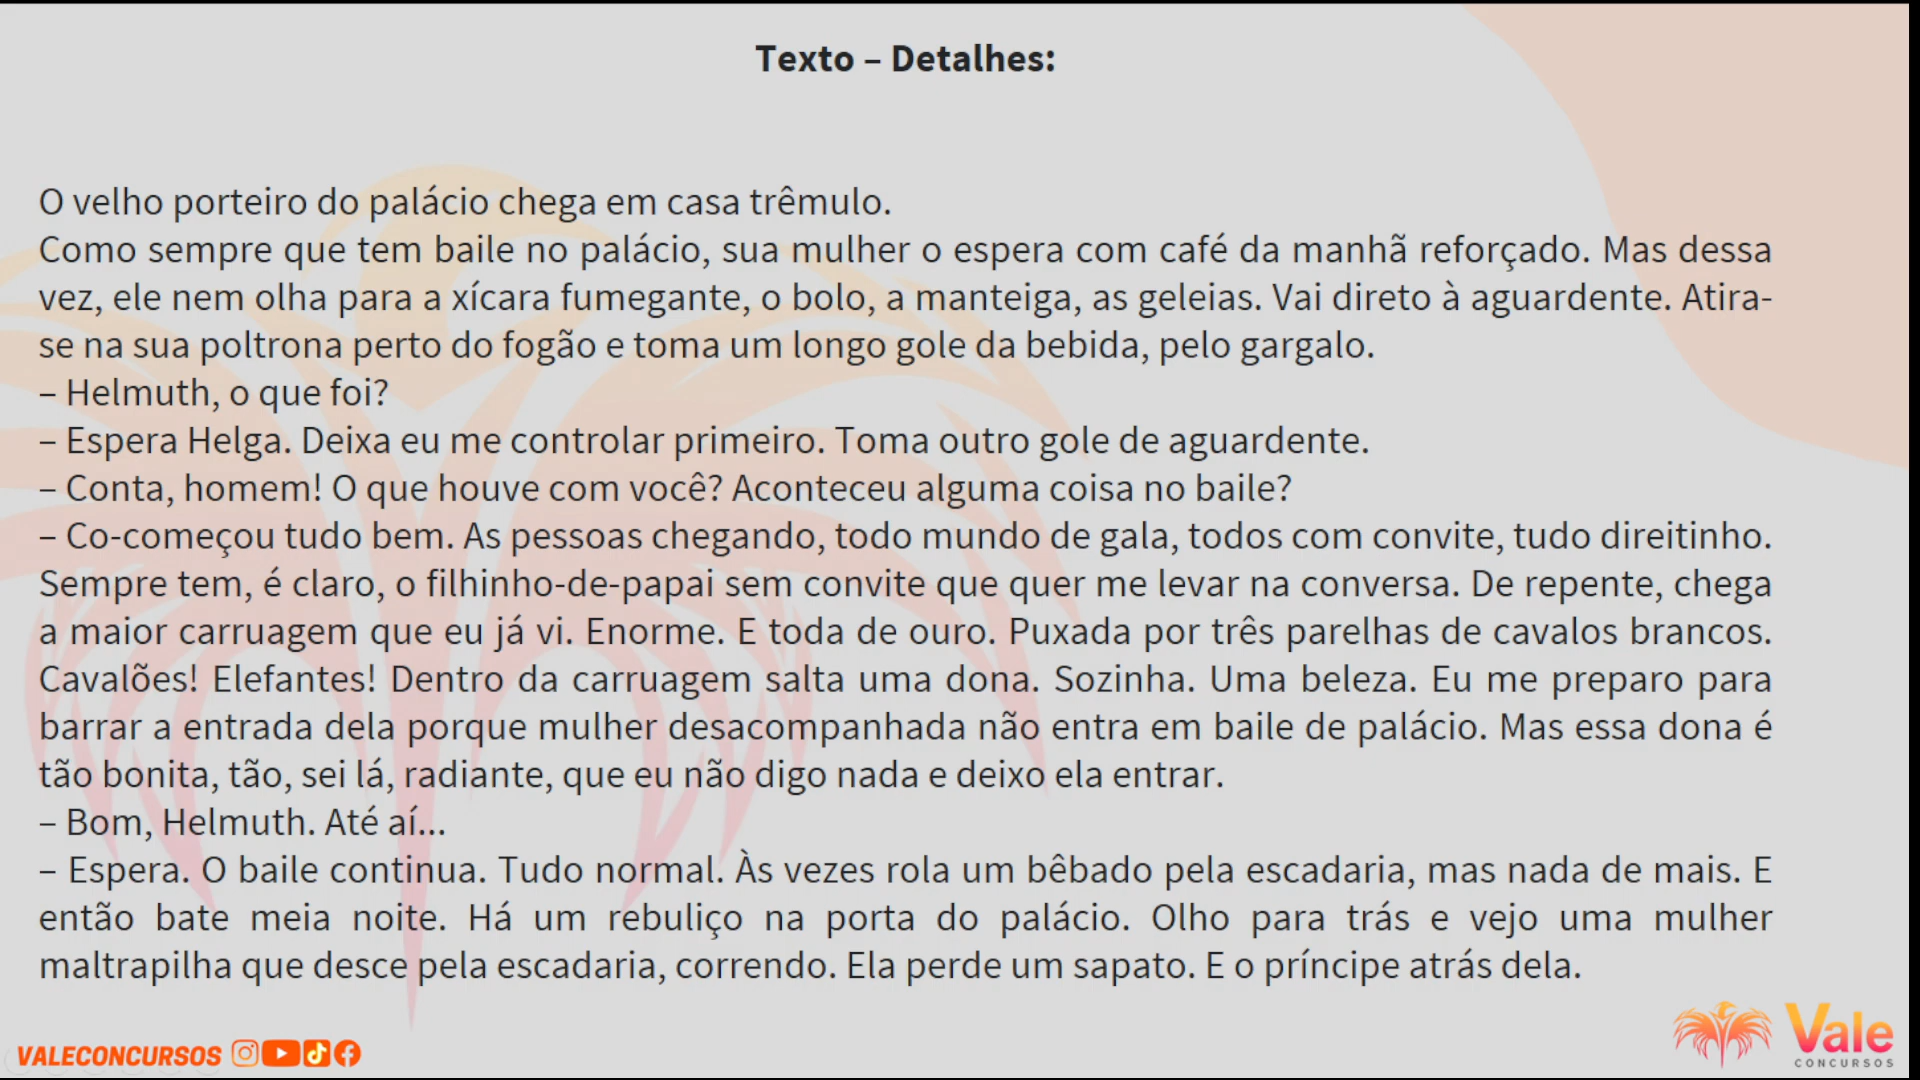 Texto – Detalhes:
O velho porteiro do palácio chega em casa trêmulo.
Como sempre que tem baile no palácio, sua mulher o espera com café da manhã reforçado. Mas dessa
vez, ele nem olha para a xícara fumegante, o bolo, a manteiga, as geleias. Vai direto à aguardente. Atira-
se na sua poltrona perto do fogão e toma um longo gole da bebida, pelo gargalo.
– Helmuth, o que foi?
– Espera Helga. Deixa eu me controlar primeiro. Toma outro gole de aguardente.
– Conta, homem! O que houve com você? Aconteceu alguma coisa no baile?
– Co-começou tudo bem. As pessoas chegando, todo mundo de gala, todos com convite, tudo direitinho.
Sempre tem, é claro, o filhinho-de-papai sem convite que quer me levar na conversa. De repente, chega
a maior carruagem que eu já vi. Enorme. E toda de ouro. Puxada por três parelhas de cavalos brancos.
Cavalões! Elefantes! Dentro da carruagem salta uma dona. Sozinha. Uma beleza. Eu me preparo para
barrar a entrada dela porque mulher desacompanhada não entra em baile de palácio. Mas essa dona é
tão bonita, tão, sei lá, radiante, que eu não digo nada e deixo ela entrar.
– Bom, Helmuth. Até aí...
– Espera. O baile continua. Tudo normal. Às vezes rola um bêbado pela escadaria, mas nada de mais. E
então bate meia noite. Há um rebuliço na porta do palácio. Olho para trás e vejo uma mulher
maltrapilha que desce pela escadaria, correndo. Ela perde um sapato. E o príncipe atrás dela.
VALECONCURSOS
Vale
CONCURSOS